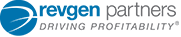 revgen partners
DRIVING PROFITABILITY®